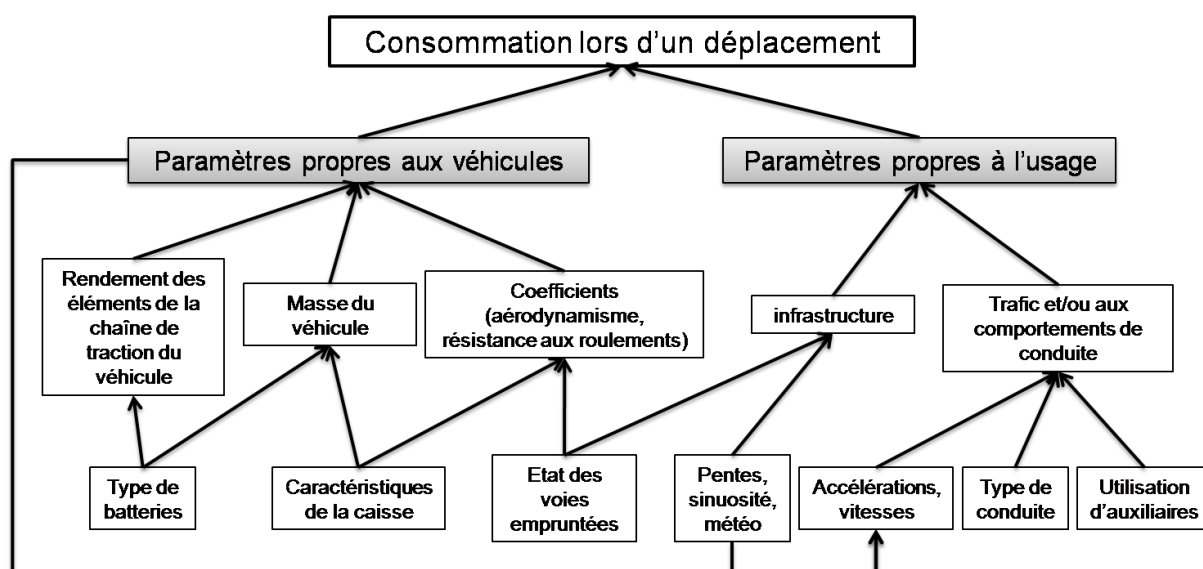 Consommation lors d'un déplacement
Paramètres propres aux véhicules
Paramètres propres à l'usage
Rendement des
éléments de la
chaîne de
traction du
véhicule
Masse du
véhicule
Coefficients
(aérodynamisme,
résistance aux roulements)
infrastructure
Trafic et/ou aux
comportements de
conduite
Type de
batteries
Caractéristiques
de la caisse
Etat des
voies
empruntées
Pentes,
sinuosité,
météo
Accélérations,
vitesses
Type de
conduite
Utilisation
d'auxiliaires